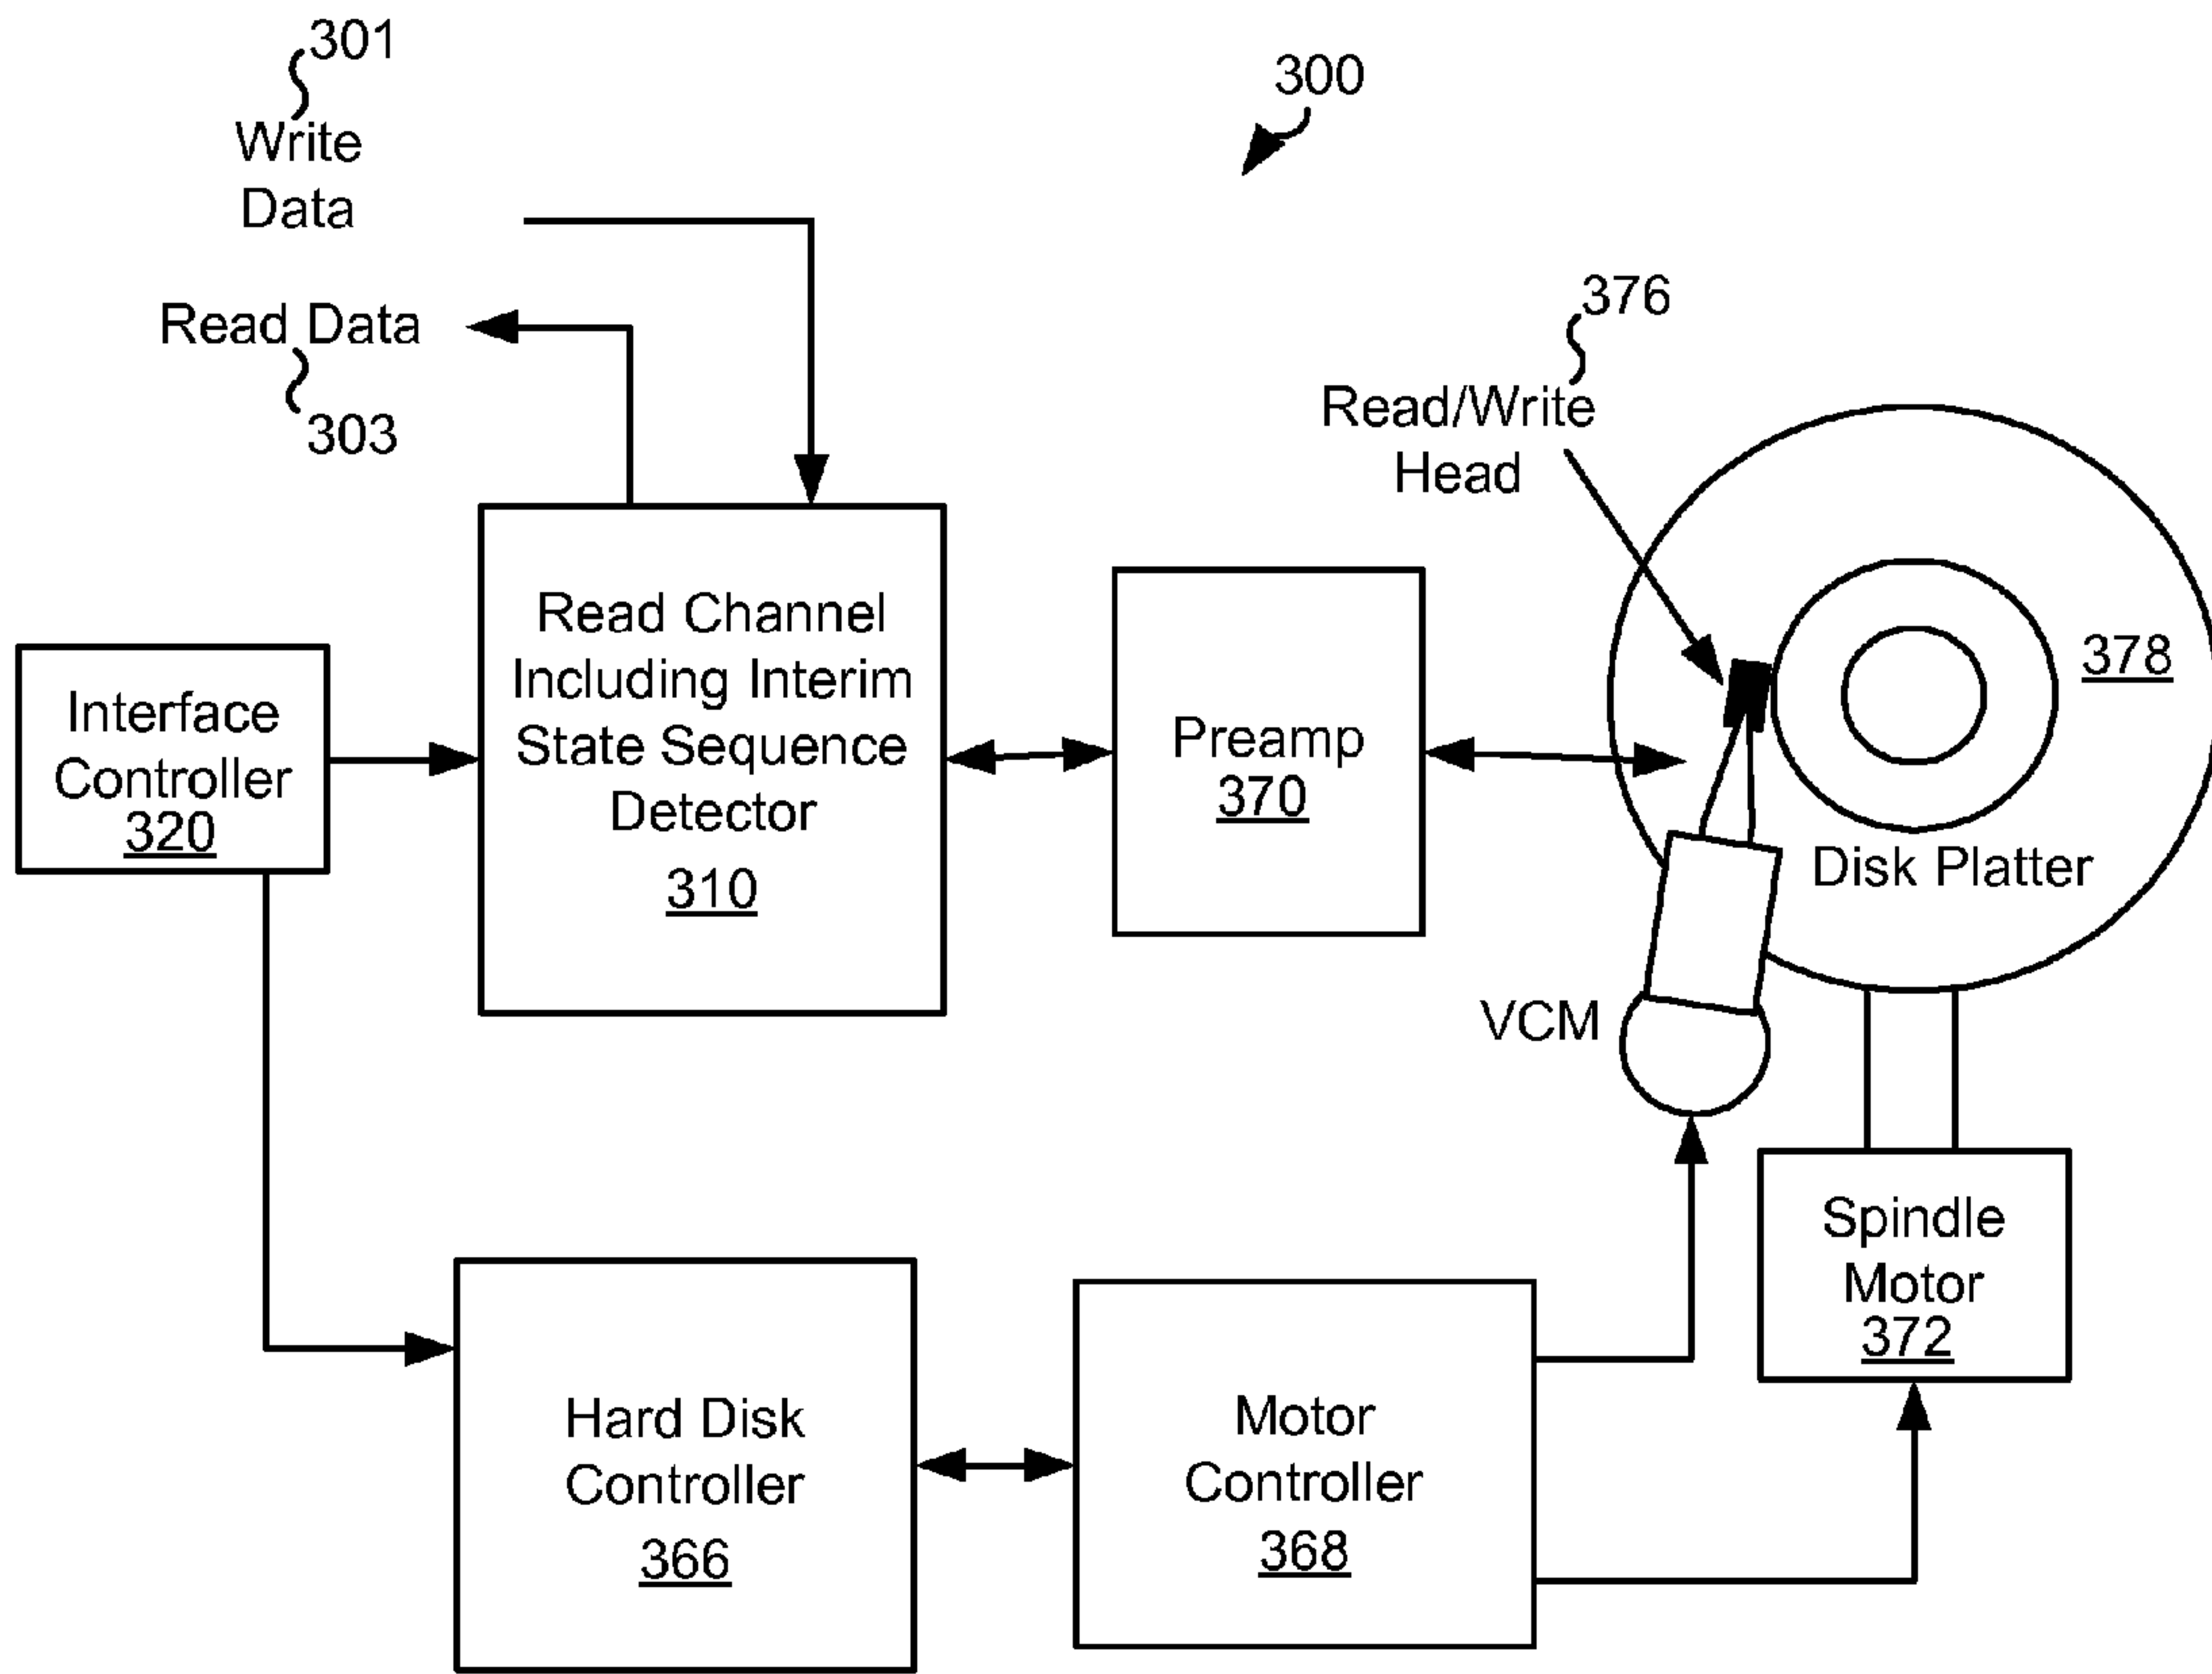 301
Write
Data
300
Read Data
303
376
Read/Write
Head
378
Disk Platter
Interface
Controller
320
Read Channel
Including Interim
State Sequence
Detector
310
Preamp
370
VCM
Spindle
Motor
372
Hard Disk
Controller
366
Motor
Controller
368